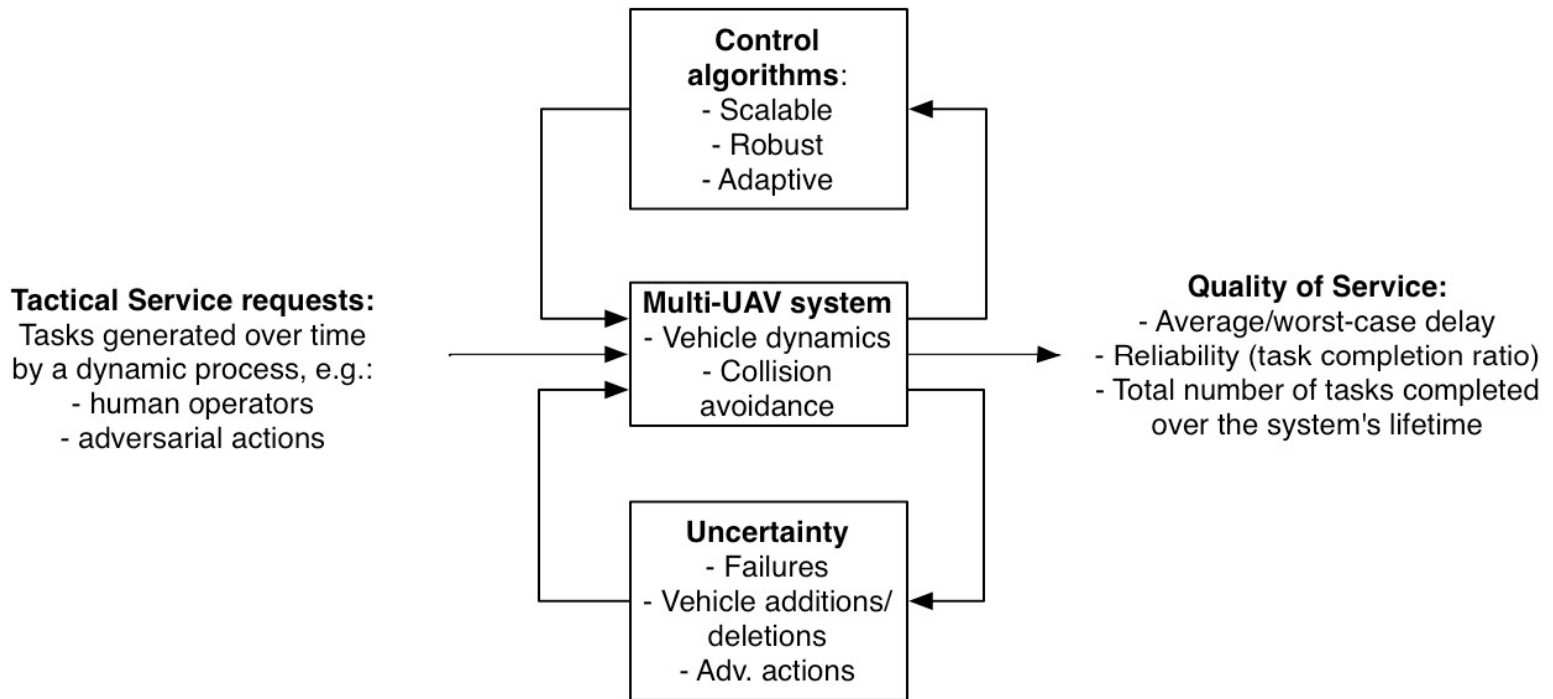 Control
algorithms:
- Scalable
- Robust
- Adaptive
Tactical Service requests:
Tasks generated over time
by a dynamic process, e.g.:
- human operators
- adversarial actions
Multi-UAV system
- Vehicle dynamics
- Collision
avoidance
Quality of Service:
- Average/worst-case delay
- Reliability (task completion ratio)
- Total number of tasks completed
over the system's lifetime
Uncertainty
- Failures
- Vehicle additions/
deletions
- Adv. actions